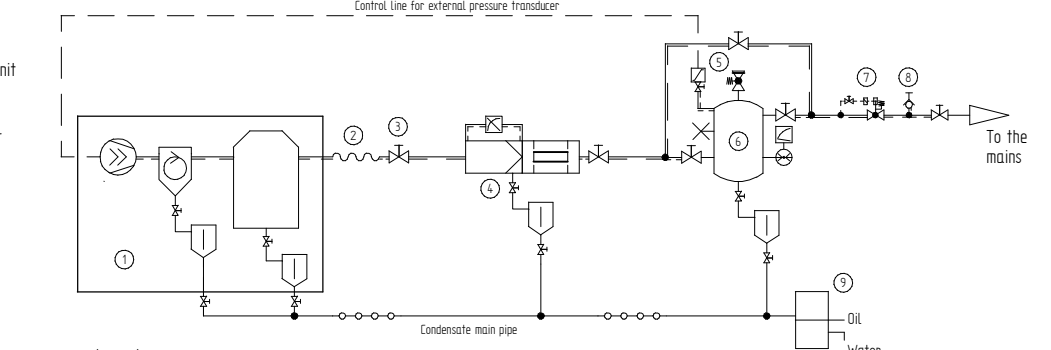 Control line for external pressure transducer
nit
5
7
8
3
2
6
To the
mains
4
1
9
Oil
Condensate main pipe
Water